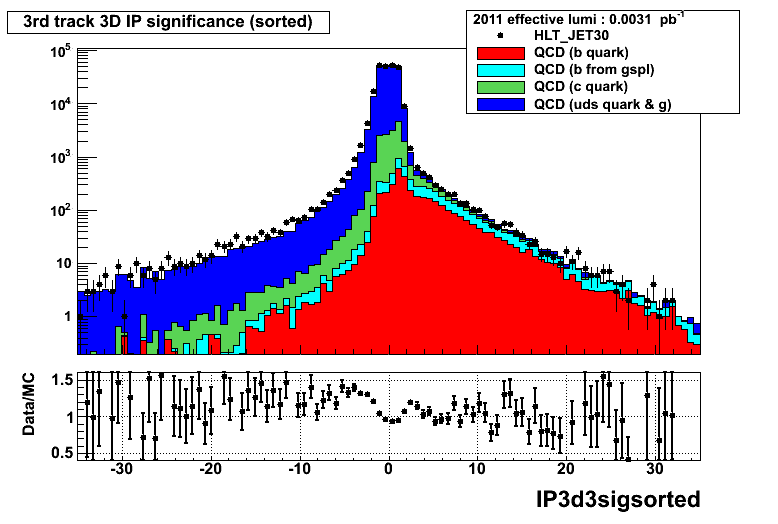 3rd track 3D IP significance (sorted)
2011 effective lumi : 0.0031 pb-1
HLT_JET30
QCD (b quark)
QCD (b from gspl)
QCD (c quark)
QCD (uds quark & g)
10^5
10^4
10^3
10^2
10
1
Data/MC
1.5
1
0.5
-30 -20 -10 0 10 20 30
IP3d3sigsorted